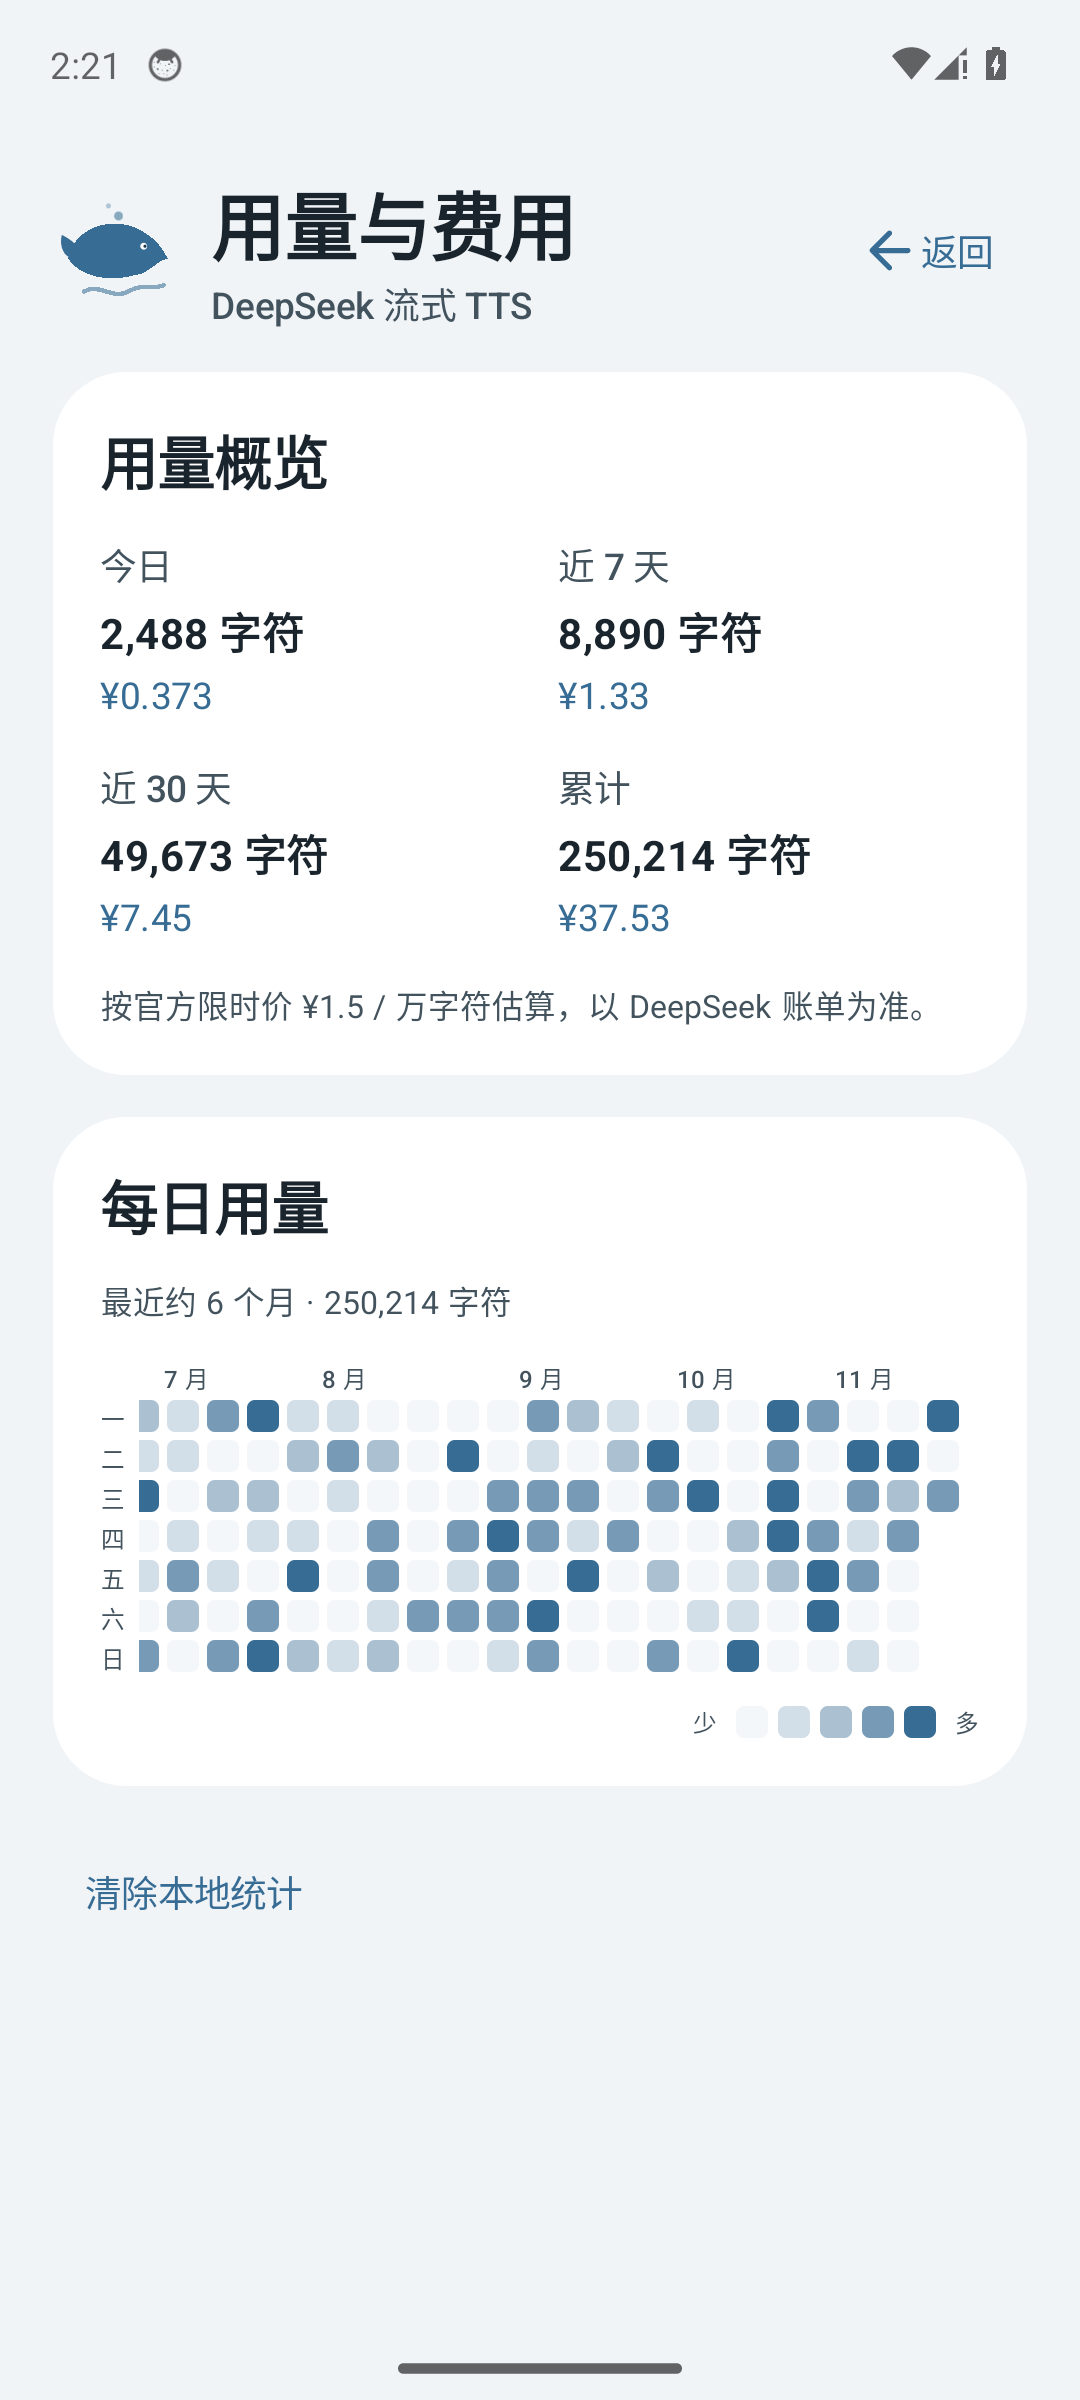 2:21
用量与费用
DeepSeek 流式 TTS
返回
用量概览
今日
2,488 字符
¥0.373
近 7 天
8,890 字符
¥1.33
近 30 天
49,673 字符
¥7.45
累计
250,214 字符
¥37.53
按官方限时价 ¥1.5 / 万字符估算，以 DeepSeek 账单为准。
每日用量
最近约 6 个月 · 250,214 字符
7 月 8 月 9 月 10 月 11 月
一
二
三
四
五
六
日
少 多
清除本地统计